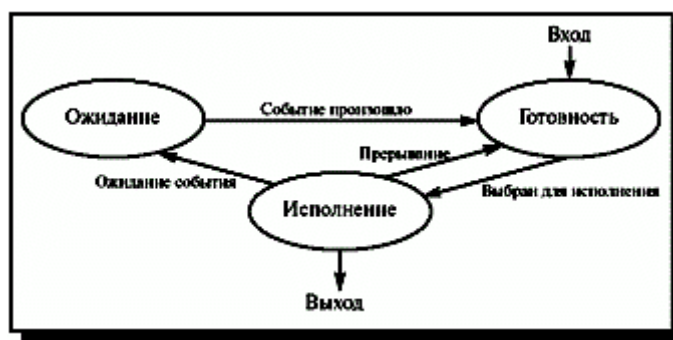 Вход
Ожидание
Событие произошло
Готовность
Прерывание
Ожидание события
Выбран для исполнения
Исполнение
Выход